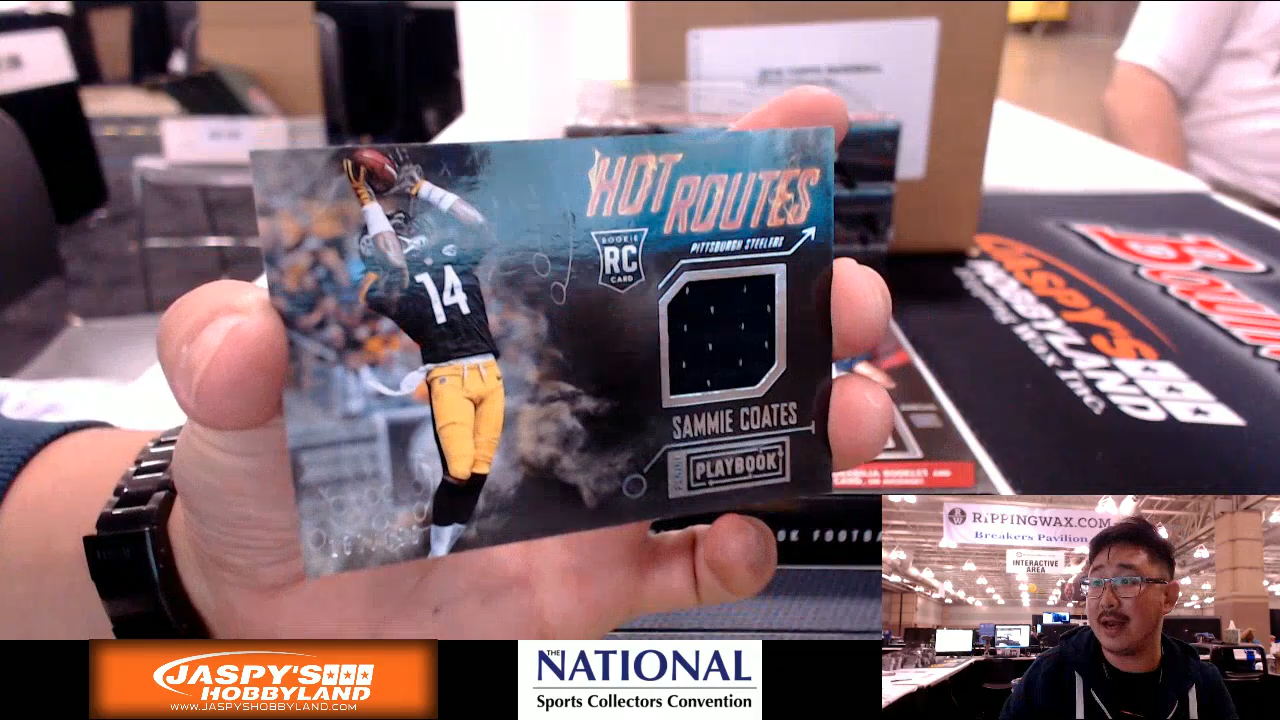 HOT
ROUTES
PITTSBURGH STEELERS
ROOKIE
RC
CARD
14
SAMMIE COATES
PANINI
PLAYBOOK
JASPY'S
HOBBYLAND
RIPPINGWAX.COM
Breakers Pavilion
INTERACTIVE
AREA
JASPY'S
HOBBYLAND
WWW.JASPYSHOBBYLAND.COM
THE
NATIONAL
Sports Collectors Convention